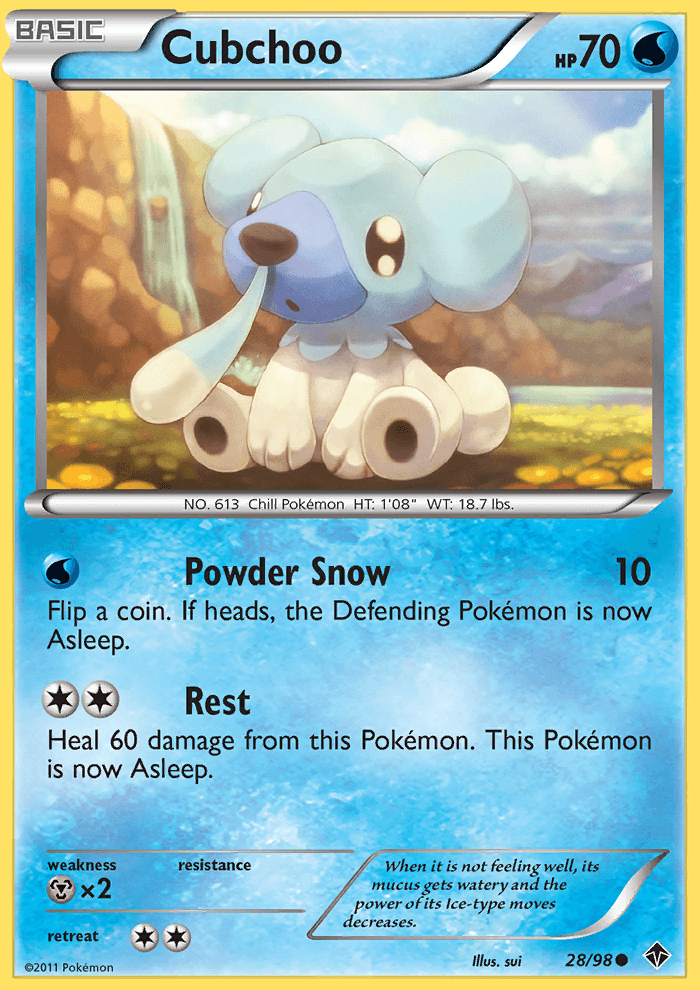 BASIC
Cubchoo
HP70
NO. 613 Chill Pokémon HT: 1'08" WT: 18.7 lbs.
Powder Snow 10
Flip a coin. If heads, the Defending Pokémon is now
Asleep.
Rest
Heal 60 damage from this Pokémon. This Pokémon
is now Asleep.
weakness resistance
×2
When it is not feeling well, its
mucus gets watery and the
power of its Ice-type moves
decreases.
retreat
©2011 Pokémon
Illus. sui
28/98